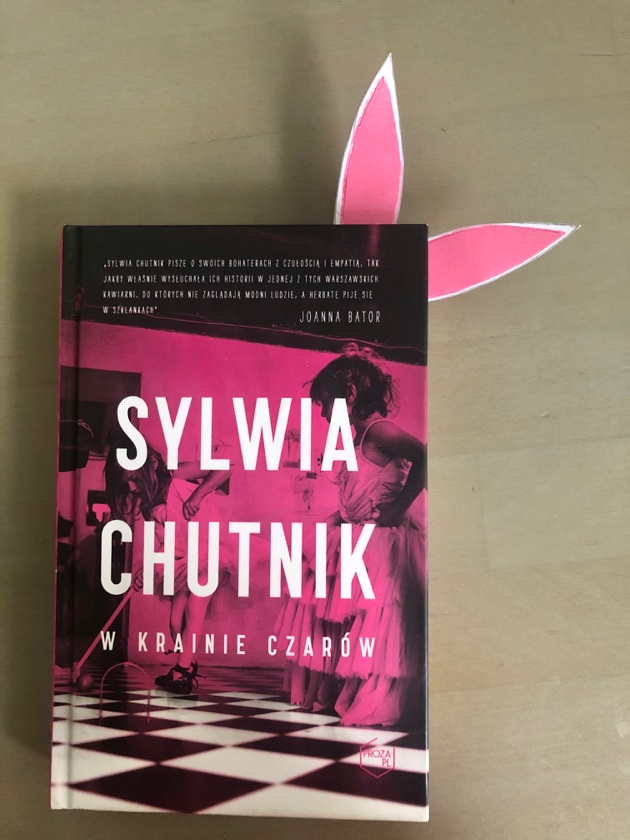 „SYLWIA CHUTNIK PISZE O SWOICH BOHATERACH Z CZUŁOŚCIĄ I EMPATIĄ, TAK
JAKBY WŁAŚNIE WYSŁUCHAŁA ICH HISTORII W JEDNEJ Z TYCH WARSZAWSKICH
KAWIARNI, DO KTÓRYCH NIE ZAGLĄDAJĄ MODNI LUDZIE, A HERBATĘ PIJE SIĘ
W SZKLANKACH"
JOANNA BATOR
SYLWIA
CHUTNIK
W KRAINIE CZARÓW
PROZA
PL